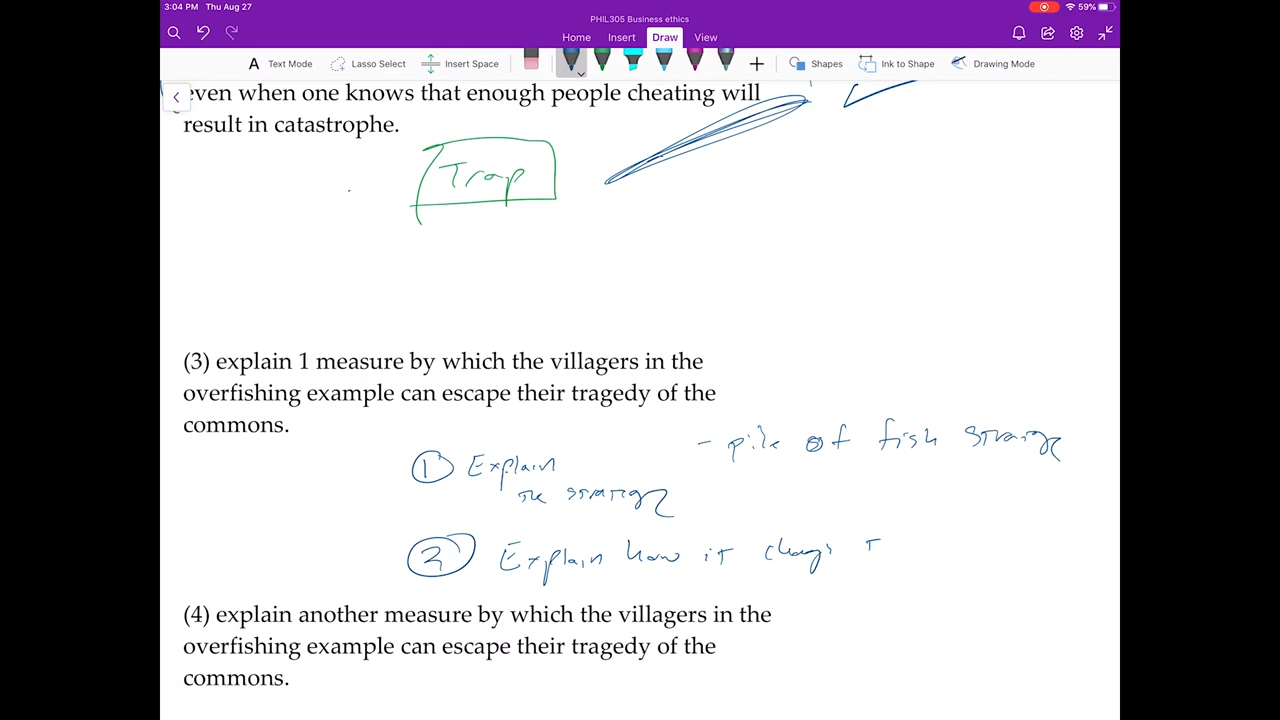 3:04 PM Thu Aug 27
59%
PHIL305 Business ethics
Home Insert Draw View
A Text Mode Lasso Select Insert Space + Shapes Ink to Shape Drawing Mode
even when one knows that enough people cheating will
result in catastrophe.
Trap
(3) explain 1 measure by which the villagers in the
overfishing example can escape their tragedy of the
commons.
- pile of fish strategy
① Explain
the strategy
② Explain how it changes T
(4) explain another measure by which the villagers in the
overfishing example can escape their tragedy of the
commons.